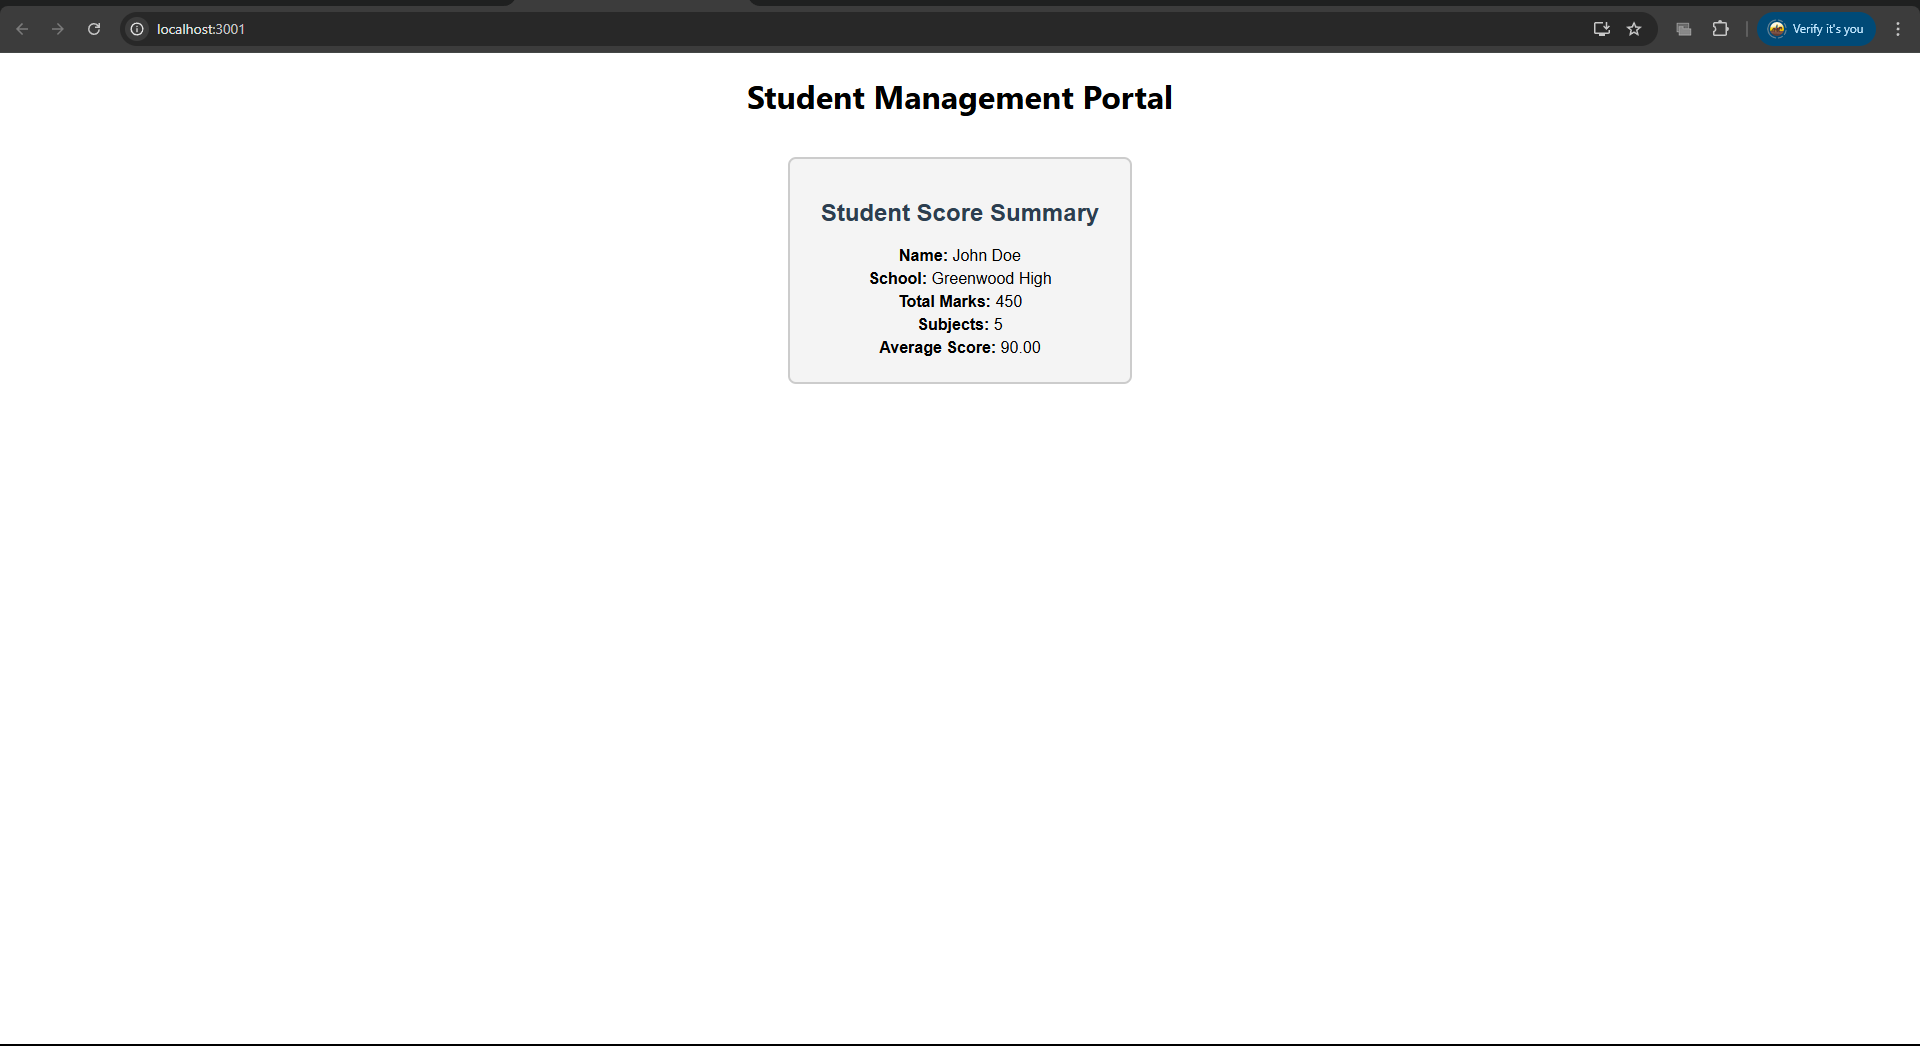 localhost:3001
Verify it's you
Student Management Portal
Student Score Summary
Name: John Doe
School: Greenwood High
Total Marks: 450
Subjects: 5
Average Score: 90.00